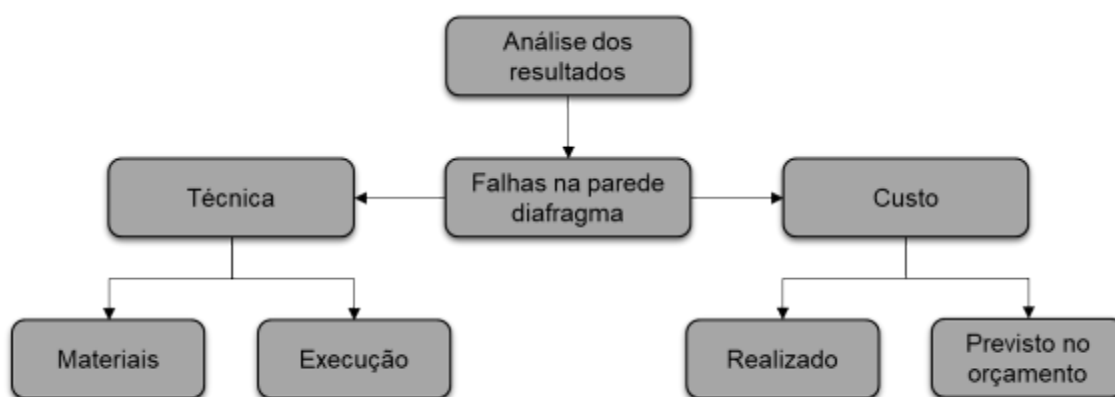 Análise dos
resultados
Técnica
Falhas na parede
diafragma
Custo
Materiais
Execução
Realizado
Previsto no
orçamento